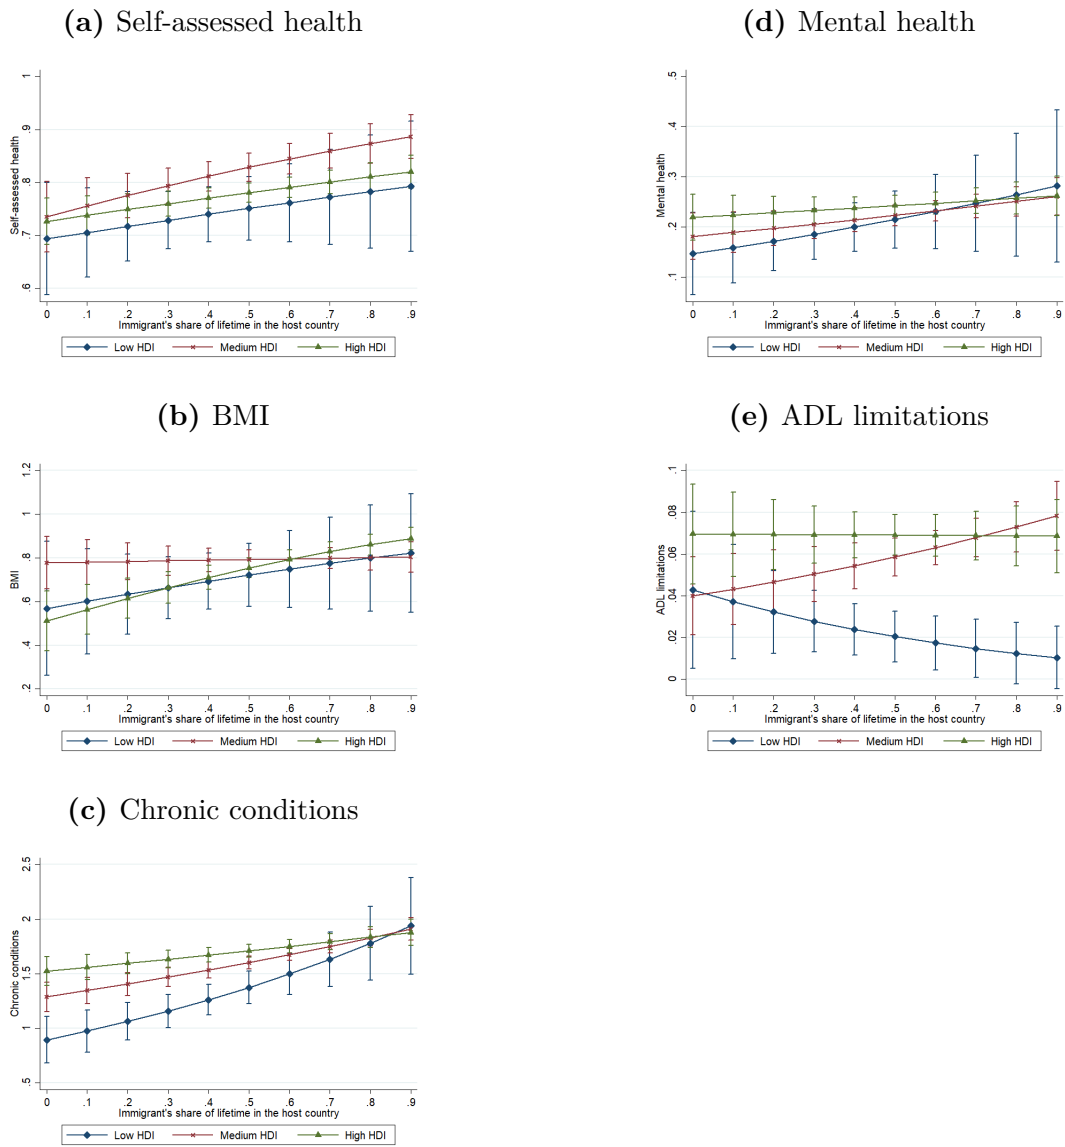 (a) Self-assessed health
Self-assessed health
1
.9
.8
.7
.6
0 .1 .2 .3 .4 .5 .6 .7 .8 .9
Immigrant's share of lifetime in the host country
Low HDI Medium HDI High HDI
(d) Mental health
Mental health
.5
.4
.3
.2
.1
0 .1 .2 .3 .4 .5 .6 .7 .8 .9
Immigrant's share of lifetime in the host country
Low HDI Medium HDI High HDI
(b) BMI
BMI
1.2
1
.8
.6
.4
.2
0 .1 .2 .3 .4 .5 .6 .7 .8 .9
Immigrant's share of lifetime in the host country
Low HDI Medium HDI High HDI
(e) ADL limitations
ADL limitations
.1
.08
.06
.04
.02
0
0 .1 .2 .3 .4 .5 .6 .7 .8 .9
Immigrant's share of lifetime in the host country
Low HDI Medium HDI High HDI
(c) Chronic conditions
Chronic conditions
2.5
2
1.5
1
.5
0 .1 .2 .3 .4 .5 .6 .7 .8 .9
Immigrant's share of lifetime in the host country
Low HDI Medium HDI High HDI